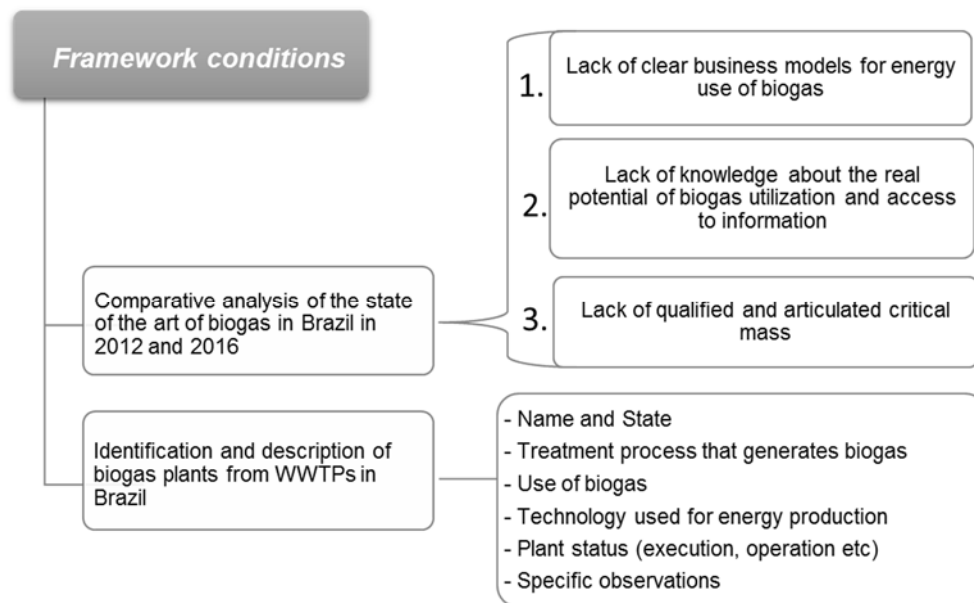 Framework conditions
1.
Lack of clear business models for energy
use of biogas
2.
Lack of knowledge about the real
potential of biogas utilization and access
to information
Comparative analysis of the state
of the art of biogas in Brazil in
2012 and 2016
3.
Lack of qualified and articulated critical
mass
Identification and description of
biogas plants from WWTPs in
Brazil
- Name and State
- Treatment process that generates biogas
- Use of biogas
- Technology used for energy production
- Plant status (execution, operation etc)
- Specific observations